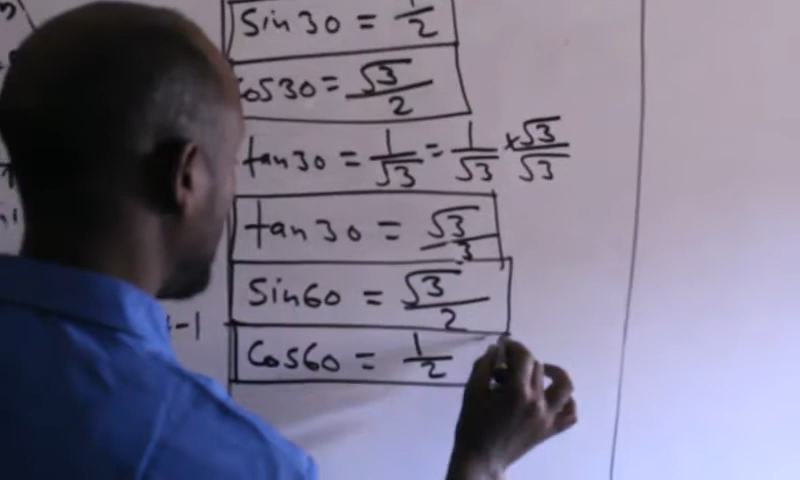 Sin30 = 1/2
Cos30 = √3/2
tan30 = 1/√3 = 1/√3 × √3/√3
tan30 = √3/3
Sin60 = √3/2
-1
Cos60 = 1/2